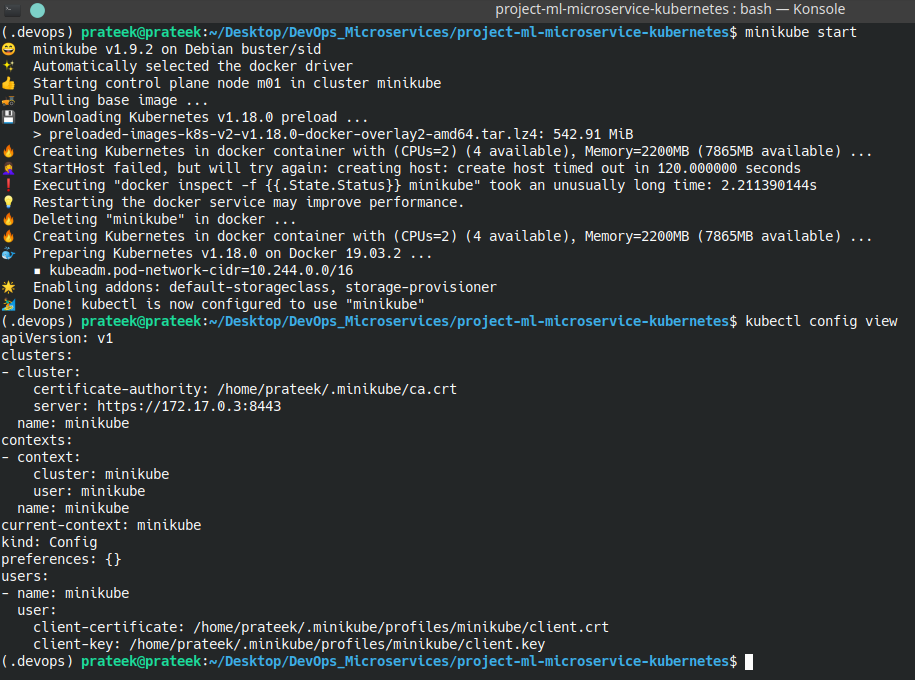 project-ml-microservice-kubernetes : bash — Konsole
(.devops) prateek@prateek:~/Desktop/DevOps_Microservices/project-ml-microservice-kubernetes$ minikube start
😄  minikube v1.9.2 on Debian buster/sid
✨  Automatically selected the docker driver
👍  Starting control plane node m01 in cluster minikube
🚜  Pulling base image ...
💾  Downloading Kubernetes v1.18.0 preload ...
    > preloaded-images-k8s-v2-v1.18.0-docker-overlay2-amd64.tar.lz4: 542.91 MiB
🔥  Creating Kubernetes in docker container with (CPUs=2) (4 available), Memory=2200MB (7865MB available) ...
🤦  StartHost failed, but will try again: creating host: create host timed out in 120.000000 seconds
❗  Executing "docker inspect -f {{.State.Status}} minikube" took an unusually long time: 2.211390144s
💡  Restarting the docker service may improve performance.
🔥  Deleting "minikube" in docker ...
🔥  Creating Kubernetes in docker container with (CPUs=2) (4 available), Memory=2200MB (7865MB available) ...
🐳  Preparing Kubernetes v1.18.0 on Docker 19.03.2 ...
    ▪ kubeadm.pod-network-cidr=10.244.0.0/16
🌟  Enabling addons: default-storageclass, storage-provisioner
🏄  Done! kubectl is now configured to use "minikube"
(.devops) prateek@prateek:~/Desktop/DevOps_Microservices/project-ml-microservice-kubernetes$ kubectl config view
apiVersion: v1
clusters:
- cluster:
    certificate-authority: /home/prateek/.minikube/ca.crt
    server: https://172.17.0.3:8443
  name: minikube
contexts:
- context:
    cluster: minikube
    user: minikube
  name: minikube
current-context: minikube
kind: Config
preferences: {}
users:
- name: minikube
  user:
    client-certificate: /home/prateek/.minikube/profiles/minikube/client.crt
    client-key: /home/prateek/.minikube/profiles/minikube/client.key
(.devops) prateek@prateek:~/Desktop/DevOps_Microservices/project-ml-microservice-kubernetes$